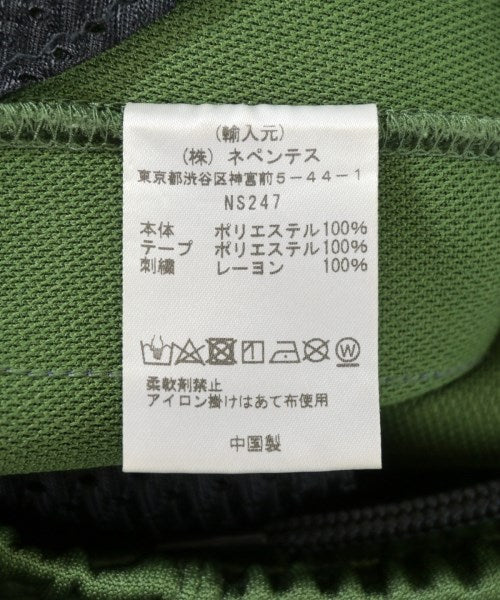 (輸入元)
(株) ネペンテス
東京都渋谷区神宮前5-44-1
NS247
本体 ポリエステル100%
テープ ポリエステル100%
刺繍 レーヨン 100%
W
柔軟剤禁止
アイロン掛けはあて布使用
中国製